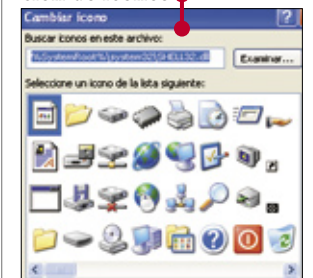 Cambiar icono
Buscar iconos en este archivo:
%SystemRoot%\system32\SHELL32.dll
Examinar...
Seleccione un icono de la lista siguiente: